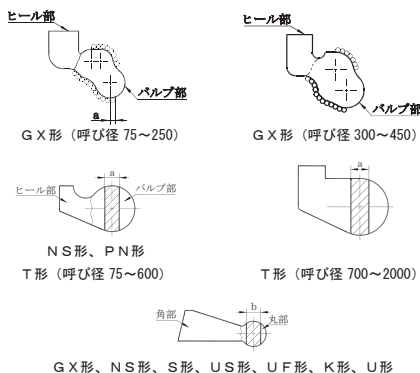 ヒール部
バルブ部
a
GX形（呼び径 75～250）
ヒール部
バルブ部
GX形（呼び径 300～450）
ヒール部
a
バルブ部
NS形、PN形
T形（呼び径 75～600）
a
T形（呼び径 700～2000）
角部
b
丸部
GX形、NS形、S形、US形、UF形、K形、U形